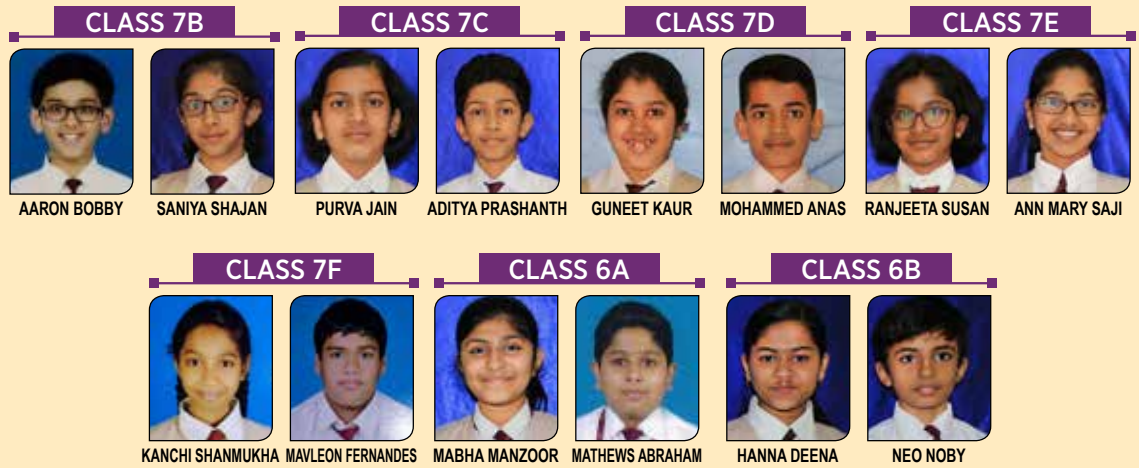 CLASS 7B
CLASS 7C
CLASS 7D
CLASS 7E
AARON BOBBY
SANIYA SHAJAN
PURVA JAIN
ADITYA PRASHANTH
GUNEET KAUR
MOHAMMED ANAS
RANJEETA SUSAN
ANN MARY SAJI
CLASS 7F
CLASS 6A
CLASS 6B
KANCHI SHANMUKHA
MAVLEON FERNANDES
MABHA MANZOOR
MATHEWS ABRAHAM
HANNA DEENA
NEO NOBY